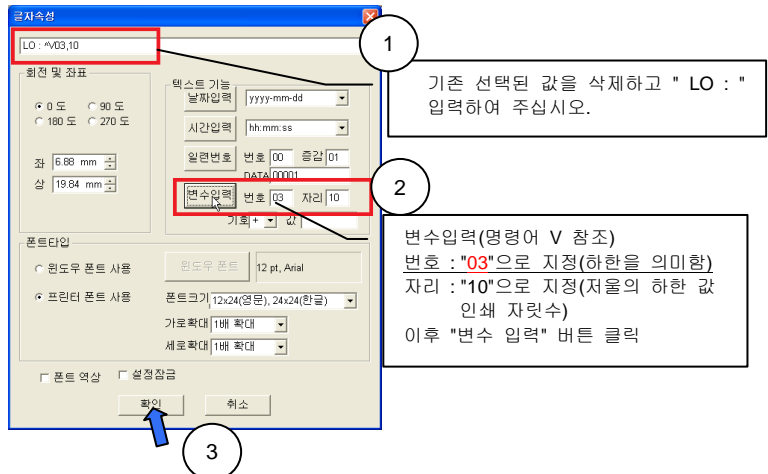 글자속성
LO : ^V03,10
1
기존 선택된 값을 삭제하고 " LO : "
입력하여 주십시오.
회전 및 좌표
0 도 90 도
180 도 270 도
좌 6.88 mm
상 19.84 mm
텍스트 기능
날짜입력 yyyy-mm-dd
시간입력 hh:mm:ss
일련번호 번호 00 증감 01
DATA 00001
변수입력 번호 03 자리 10
기호 + 값
2
변수입력(명령어 V 참조)
번호 : "03"으로 지정(하한을 의미함)
자리 : "10"으로 지정(저울의 하한 값
인쇄 자릿수)
이후 "변수 입력" 버튼 클릭
폰트타입
윈도우 폰트 사용 윈도우 폰트 12 pt, Arial
프린터 폰트 사용 폰트크기 12x24(영문), 24x24(한글)
가로확대 1배 확대
세로확대 1배 확대
폰트 역상 설정잠금
확인 취소
3